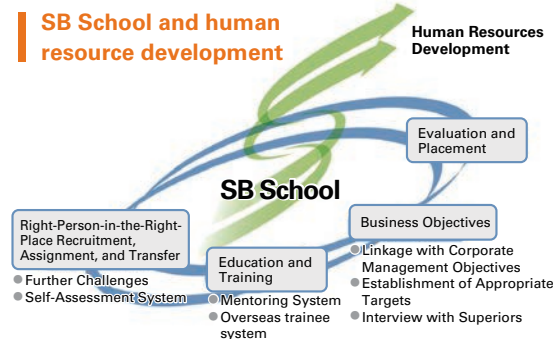 SB School and human
resource development
Human Resources
Development
Evaluation and
Placement
SB School
Right-Person-in-the-Right-
Place Recruitment,
Assignment, and Transfer
Further Challenges
Self-Assessment System
Education and
Training
Mentoring System
Overseas trainee
system
Business Objectives
Linkage with Corporate
Management Objectives
Establishment of Appropriate
Targets
Interview with Superiors